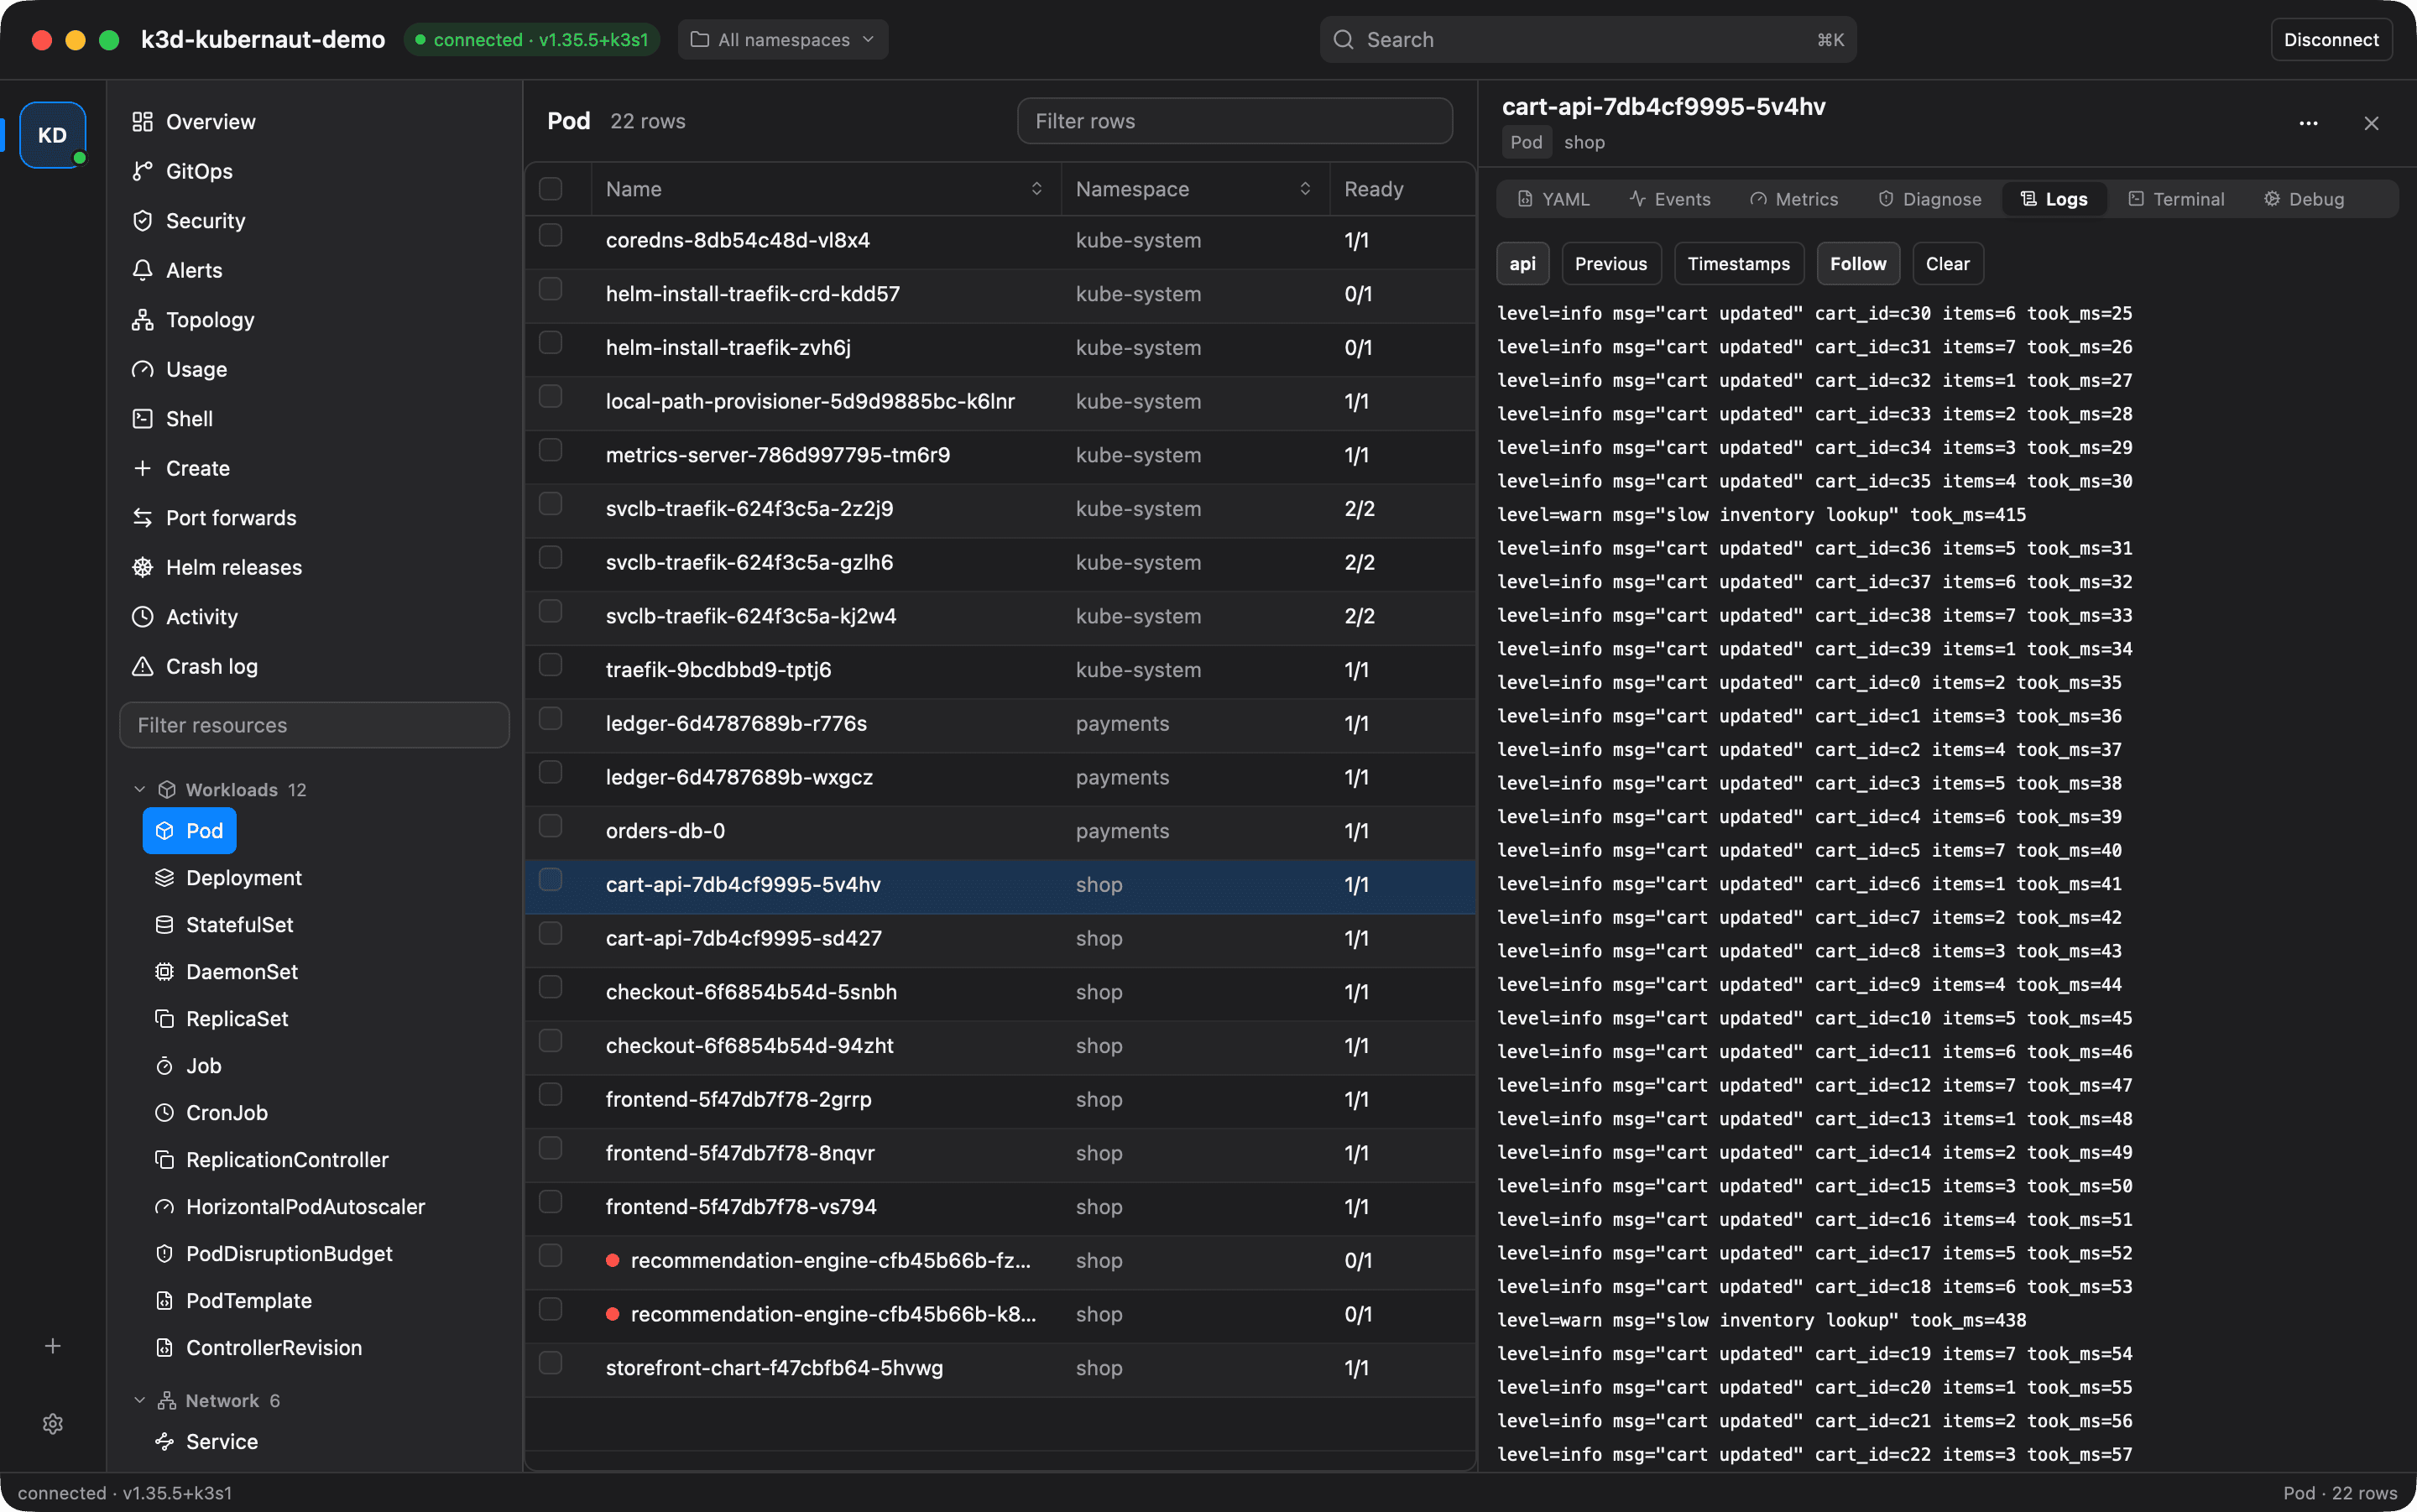 k3d-kubernaut-demo
connected · v1.35.5+k3s1
All namespaces
Search
⌘K
Disconnect
KD
Overview
GitOps
Security
Alerts
Topology
Usage
Shell
Create
Port forwards
Helm releases
Activity
Crash log
Filter resources
Workloads 12
Pod
Deployment
StatefulSet
DaemonSet
ReplicaSet
Job
CronJob
ReplicationController
HorizontalPodAutoscaler
PodDisruptionBudget
PodTemplate
ControllerRevision
Network 6
Service
Pod 22 rows
Filter rows
Name Namespace Ready
coredns-8db54c48d-vl8x4 kube-system 1/1
helm-install-traefik-crd-kdd57 kube-system 0/1
helm-install-traefik-zvh6j kube-system 0/1
local-path-provisioner-5d9d9885bc-k6lnr kube-system 1/1
metrics-server-786d997795-tm6r9 kube-system 1/1
svclb-traefik-624f3c5a-2z2j9 kube-system 2/2
svclb-traefik-624f3c5a-gzlh6 kube-system 2/2
svclb-traefik-624f3c5a-kj2w4 kube-system 2/2
traefik-9bcdbbd9-tptj6 kube-system 1/1
ledger-6d4787689b-r776s payments 1/1
ledger-6d4787689b-wxgcz payments 1/1
orders-db-0 payments 1/1
cart-api-7db4cf9995-5v4hv shop 1/1
cart-api-7db4cf9995-sd427 shop 1/1
checkout-6f6854b54d-5snbh shop 1/1
checkout-6f6854b54d-94zht shop 1/1
frontend-5f47db7f78-2grrp shop 1/1
frontend-5f47db7f78-8nqvr shop 1/1
frontend-5f47db7f78-vs794 shop 1/1
recommendation-engine-cfb45b66b-fz... shop 0/1
recommendation-engine-cfb45b66b-k8... shop 0/1
storefront-chart-f47cbfb64-5hvwg shop 1/1
cart-api-7db4cf9995-5v4hv
Pod shop
YAML Events Metrics Diagnose Logs Terminal Debug
api Previous Timestamps Follow Clear
level=info msg="cart updated" cart_id=c30 items=6 took_ms=25
level=info msg="cart updated" cart_id=c31 items=7 took_ms=26
level=info msg="cart updated" cart_id=c32 items=1 took_ms=27
level=info msg="cart updated" cart_id=c33 items=2 took_ms=28
level=info msg="cart updated" cart_id=c34 items=3 took_ms=29
level=info msg="cart updated" cart_id=c35 items=4 took_ms=30
level=warn msg="slow inventory lookup" took_ms=415
level=info msg="cart updated" cart_id=c36 items=5 took_ms=31
level=info msg="cart updated" cart_id=c37 items=6 took_ms=32
level=info msg="cart updated" cart_id=c38 items=7 took_ms=33
level=info msg="cart updated" cart_id=c39 items=1 took_ms=34
level=info msg="cart updated" cart_id=c0 items=2 took_ms=35
level=info msg="cart updated" cart_id=c1 items=3 took_ms=36
level=info msg="cart updated" cart_id=c2 items=4 took_ms=37
level=info msg="cart updated" cart_id=c3 items=5 took_ms=38
level=info msg="cart updated" cart_id=c4 items=6 took_ms=39
level=info msg="cart updated" cart_id=c5 items=7 took_ms=40
level=info msg="cart updated" cart_id=c6 items=1 took_ms=41
level=info msg="cart updated" cart_id=c7 items=2 took_ms=42
level=info msg="cart updated" cart_id=c8 items=3 took_ms=43
level=info msg="cart updated" cart_id=c9 items=4 took_ms=44
level=info msg="cart updated" cart_id=c10 items=5 took_ms=45
level=info msg="cart updated" cart_id=c11 items=6 took_ms=46
level=info msg="cart updated" cart_id=c12 items=7 took_ms=47
level=info msg="cart updated" cart_id=c13 items=1 took_ms=48
level=info msg="cart updated" cart_id=c14 items=2 took_ms=49
level=info msg="cart updated" cart_id=c15 items=3 took_ms=50
level=info msg="cart updated" cart_id=c16 items=4 took_ms=51
level=info msg="cart updated" cart_id=c17 items=5 took_ms=52
level=info msg="cart updated" cart_id=c18 items=6 took_ms=53
level=warn msg="slow inventory lookup" took_ms=438
level=info msg="cart updated" cart_id=c19 items=7 took_ms=54
level=info msg="cart updated" cart_id=c20 items=1 took_ms=55
level=info msg="cart updated" cart_id=c21 items=2 took_ms=56
level=info msg="cart updated" cart_id=c22 items=3 took_ms=57
connected · v1.35.5+k3s1
Pod · 22 rows